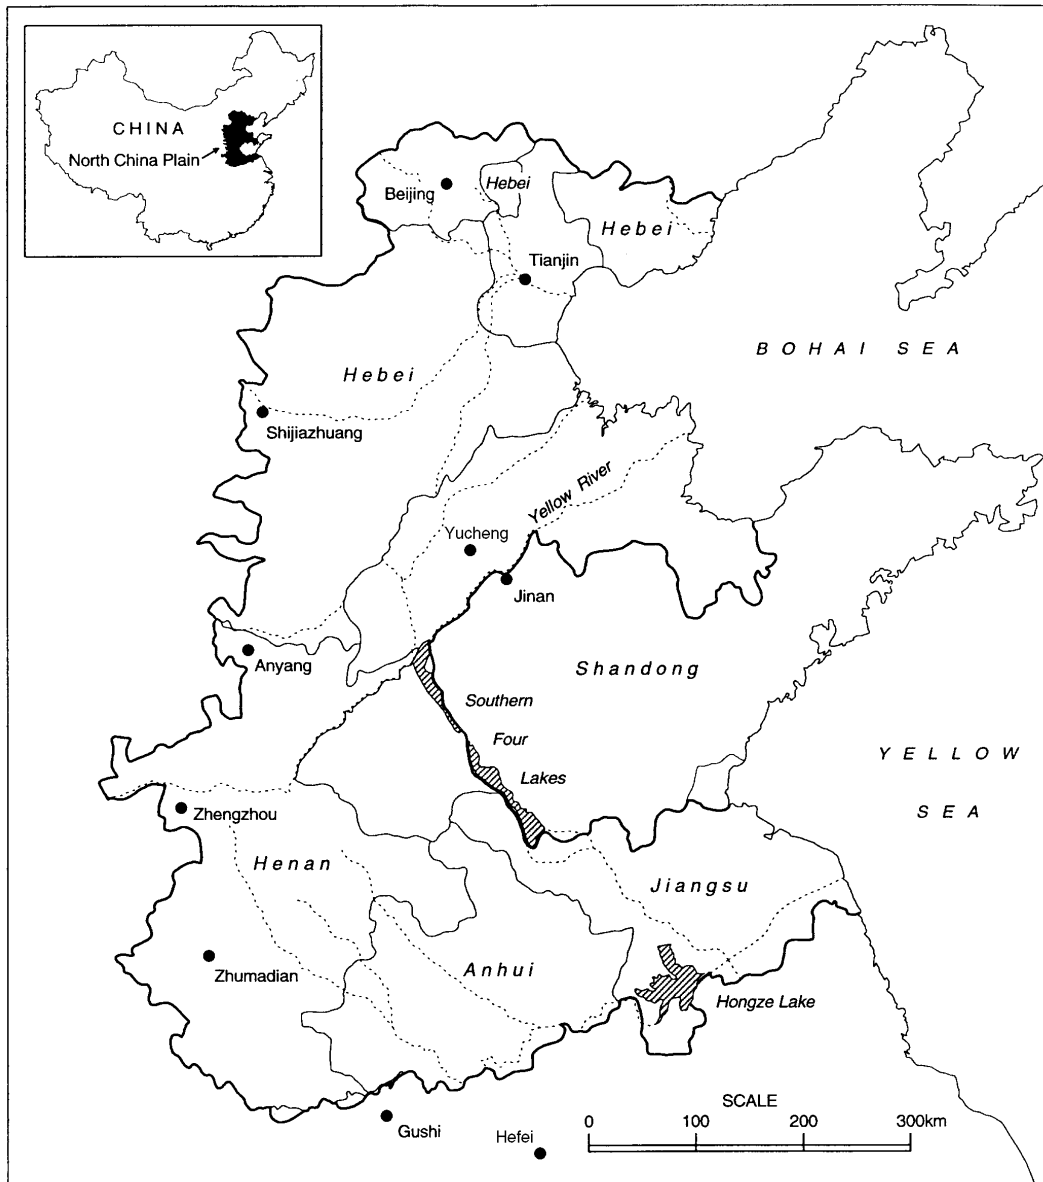 CHINA
North China Plain
Beijing
Hebei
Hebei
Tianjin
BOHAI SEA
Hebei
Shijiazhuang
Yellow River
Yucheng
Jinan
Anyang
Shandong
Southern
Four
Lakes
YELLOW
SEA
Zhengzhou
Henan
Jiangsu
Zhumadian
Anhui
Hongze Lake
SCALE
0 100 200 300km
Gushi
Hefei